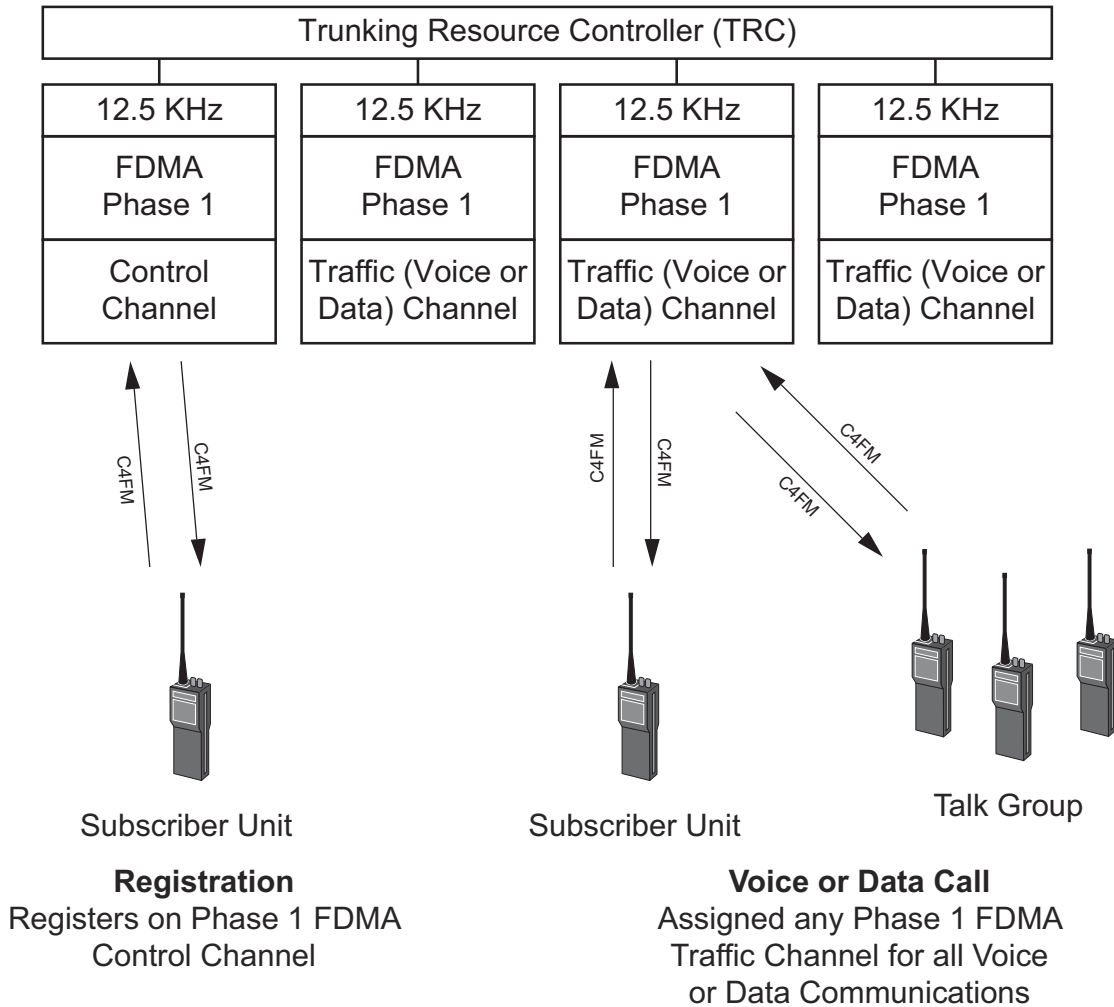 Trunking Resource Controller (TRC)
12.5 KHz
FDMA
Phase 1
Control
Channel
12.5 KHz
FDMA
Phase 1
Traffic (Voice or
Data) Channel
12.5 KHz
FDMA
Phase 1
Traffic (Voice or
Data) Channel
12.5 KHz
FDMA
Phase 1
Traffic (Voice or
Data) Channel
C4FM
C4FM
C4FM
C4FM
C4FM
C4FM
Subscriber Unit
Registration
Registers on Phase 1 FDMA
Control Channel
Subscriber Unit
Talk Group
Voice or Data Call
Assigned any Phase 1 FDMA
Traffic Channel for all Voice
or Data Communications